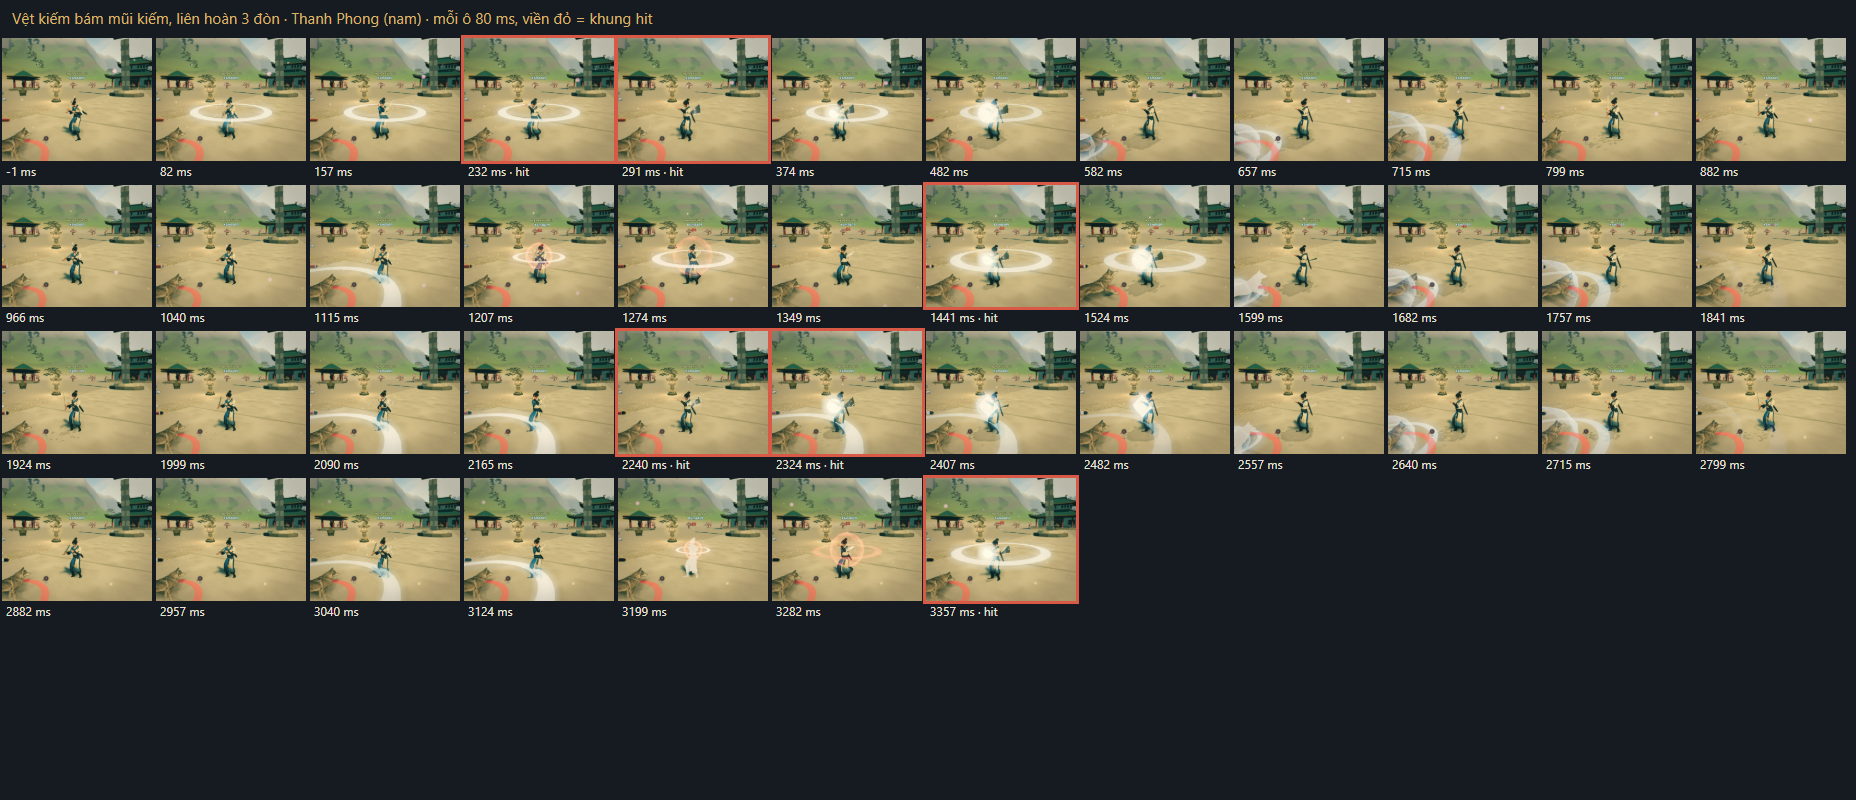 Vệt kiếm bám mũi kiếm, liên hoàn 3 đòn · Thanh Phong (nam) · mỗi ô 80 ms, viền đỏ = khung hit
-1 ms 82 ms 157 ms 232 ms · hit 291 ms · hit 374 ms 482 ms 582 ms 657 ms 715 ms 799 ms 882 ms
966 ms 1040 ms 1115 ms 1207 ms 1274 ms 1349 ms 1441 ms · hit 1524 ms 1599 ms 1682 ms 1757 ms 1841 ms
1924 ms 1999 ms 2090 ms 2165 ms 2240 ms · hit 2324 ms · hit 2407 ms 2482 ms 2557 ms 2640 ms 2715 ms 2799 ms
2882 ms 2957 ms 3040 ms 3124 ms 3199 ms 3282 ms 3357 ms · hit